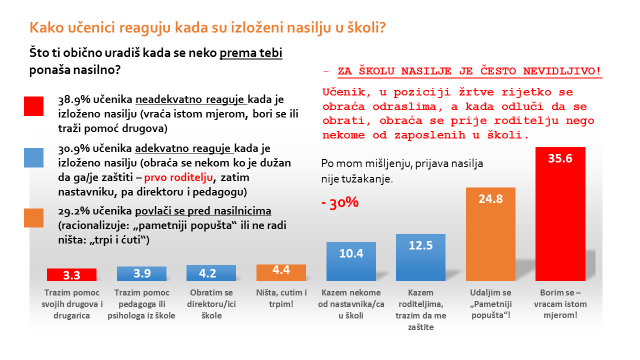 Kako učenici reaguju kada su izloženi nasilju u školi?
Što ti obično uradiš kada se neko prema tebi
ponaša nasilno?
38.9% učenika neadekvatno reaguje kada je
izloženo nasilju (vraća istom mjerom, bori se ili
traži pomoć drugova)
30.9% učenika adekvatno reaguje kada je
izloženo nasilju (obraća se nekom ko je dužan
da ga/je zaštiti – prvo roditelju, zatim
nastavniku, pa direktoru i pedagogu)
29.2% učenika povlači se pred nasilnicima
(racionalizuje: „pametniji popušta“ ili ne radi
ništa: „trpi i ćuti“)
– ZA ŠKOLU NASILJE JE ČESTO NEVIDLJIVO!
Učenik, u poziciji žrtve rijetko se
obraća odraslima, a kada odluči da se
obrati, obraća se prije roditelju nego
nekome od zaposlenih u školi.
Po mom mišljenju, prijava nasilja
nije tužakanje.
- 30%
3.3
3.9
4.2
4.4
10.4
12.5
24.8
35.6
Trazim pomoc
svojih drugova i
drugarica
Trazim pomoc
pedagoga ili
psihologa iz škole
Obratim se
direktoru/ici
škole
Ništa, cutim i
trpim!
Kazem nekome
od nastavnika/ca
u školi
Kazem
roditeljima,
trazim da me
zaštite
Udaljim se
„Pametniji
popušta“!
Borim se –
vracam istom
mjerom!